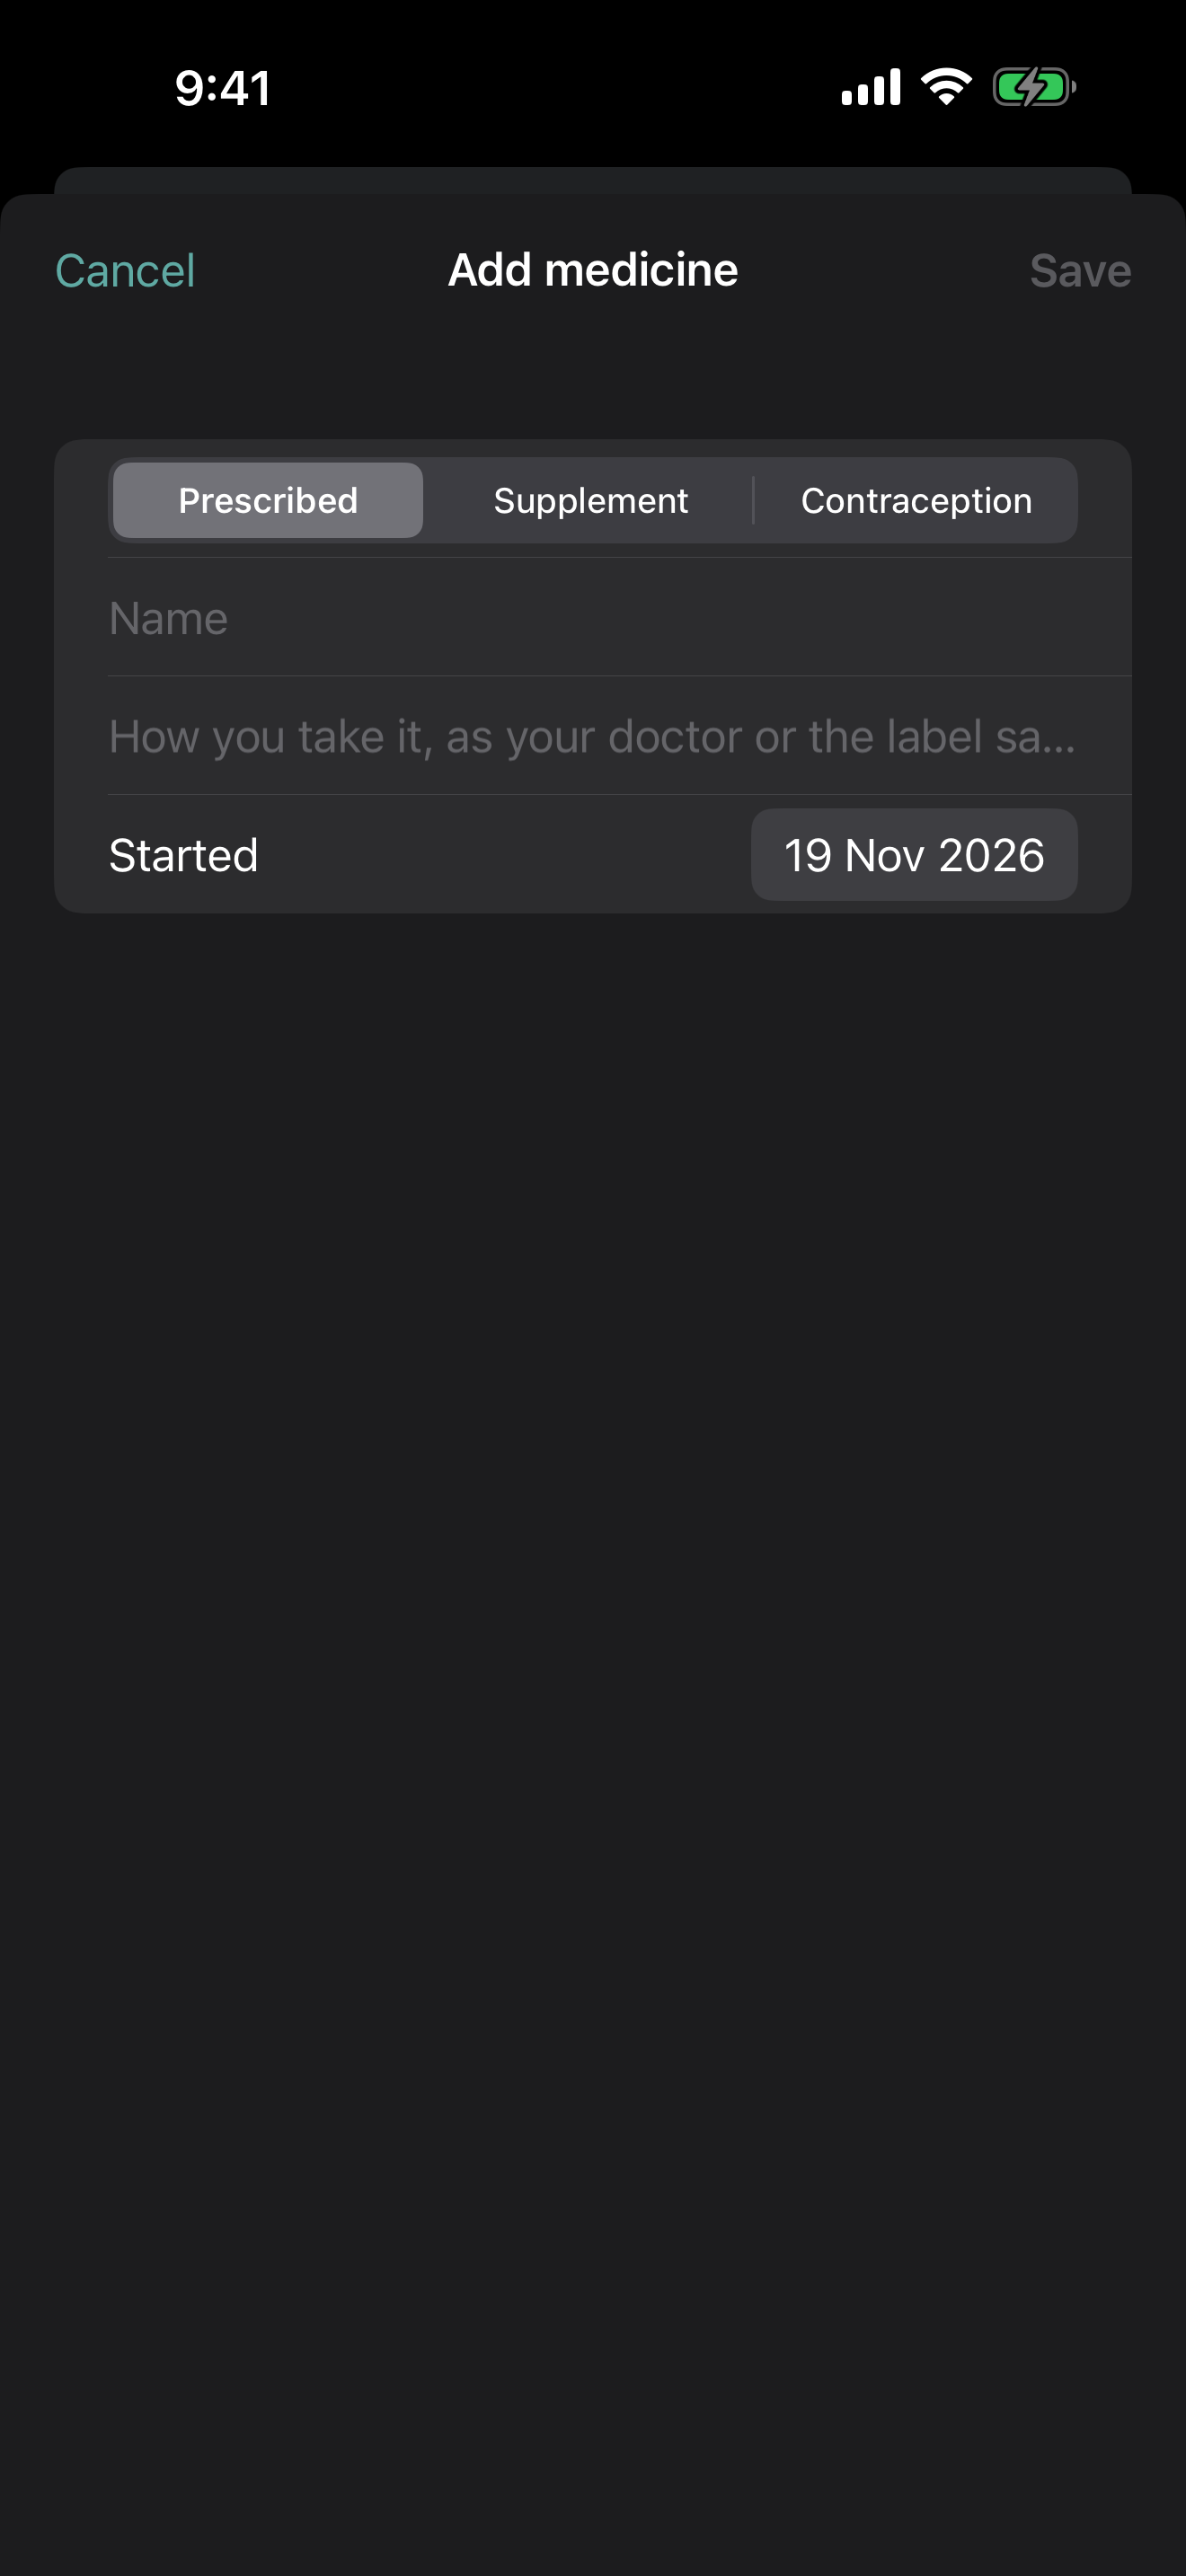 9:41
Cancel
Add medicine
Save
Prescribed
Supplement
Contraception
Name
How you take it, as your doctor or the label sa...
Started
19 Nov 2026